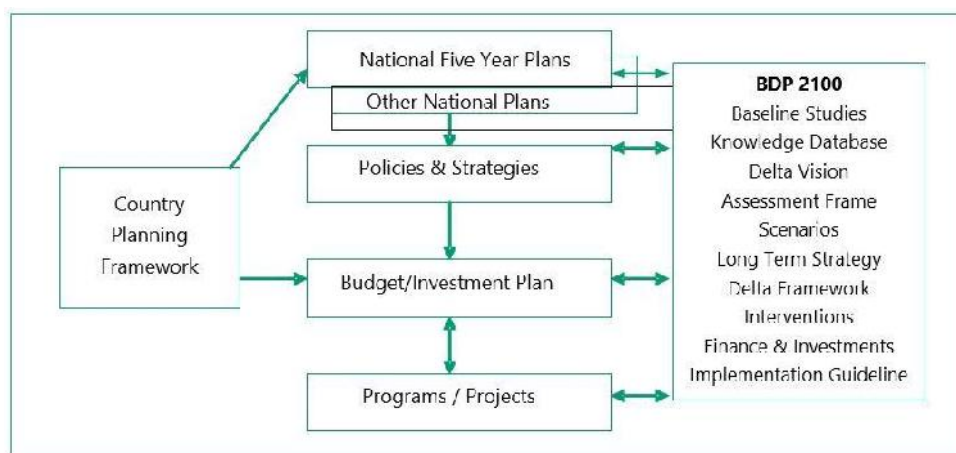 National Five Year Plans
Other National Plans
Policies & Strategies
Country
Planning
Framework
Budget/Investment Plan
Programs / Projects
BDP 2100
Baseline Studies
Knowledge Database
Delta Vision
Assessment Frame
Scenarios
Long Term Strategy
Delta Framework
Interventions
Finance & Investments
Implementation Guideline